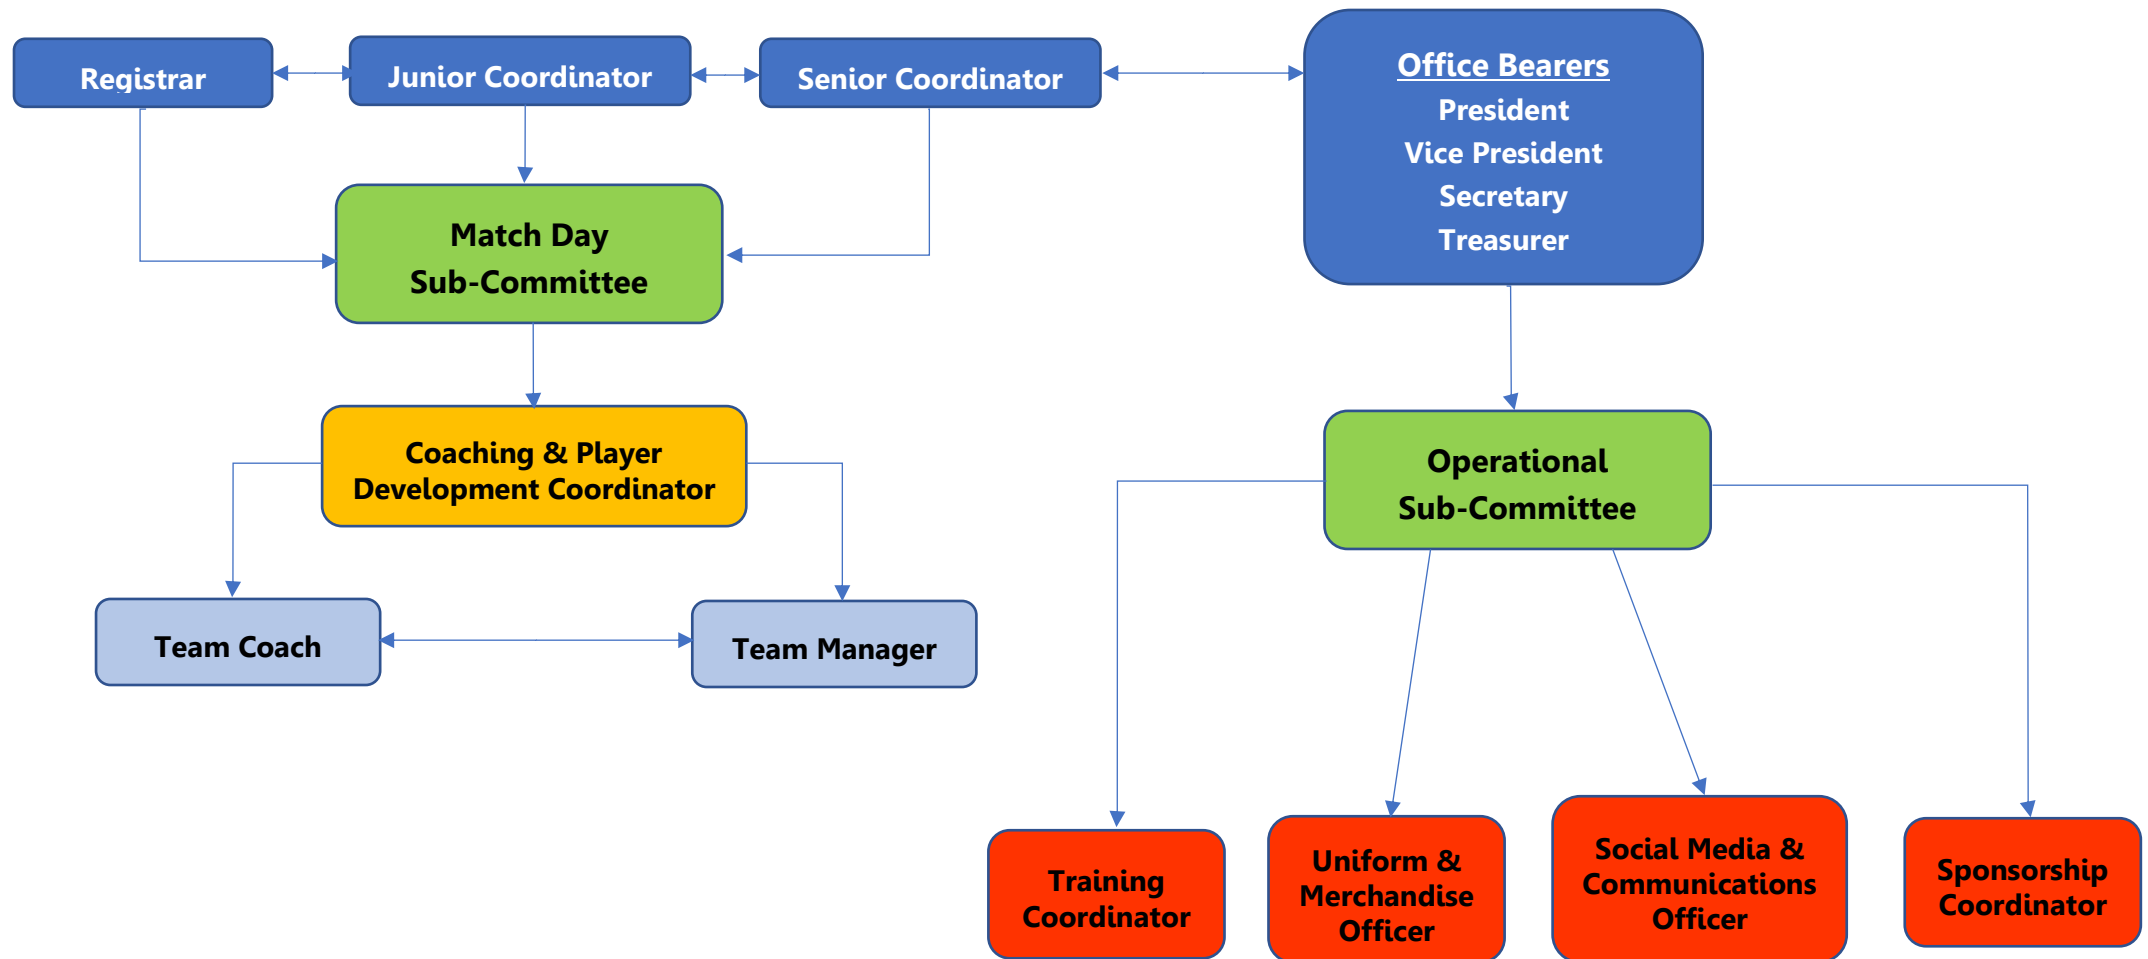 Registrar
Junior Coordinator
Senior Coordinator
Office Bearers
President
Vice President
Secretary
Treasurer
Match Day
Sub-Committee
Coaching & Player
Development Coordinator
Operational
Sub-Committee
Team Coach
Team Manager
Training
Coordinator
Uniform &
Merchandise
Officer
Social Media &
Communications
Officer
Sponsorship
Coordinator